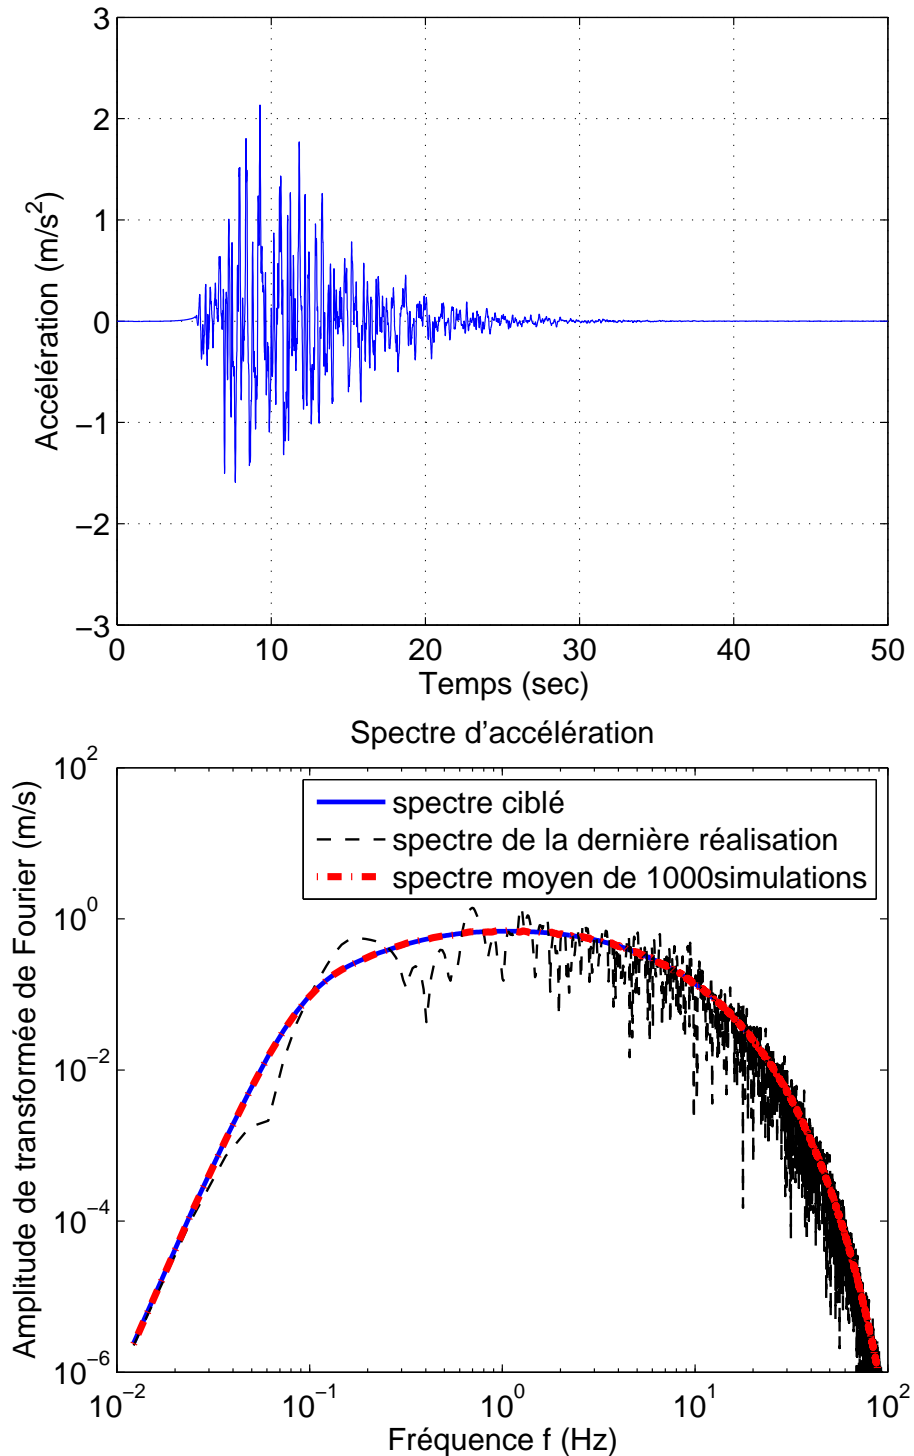 3
2
1
0
−1
−2
−3
Accélération (m/s²)
0 10 20 30 40 50
Temps (sec)
Spectre d'accélération
10² 
10⁰
10⁻²
10⁻⁴
10⁻⁶
Amplitude de transformée de Fourier (m/s)
spectre ciblé
spectre de la dernière réalisation
spectre moyen de 1000simulations
10⁻² 10⁻¹ 10⁰ 10¹ 10²
Fréquence f (Hz)